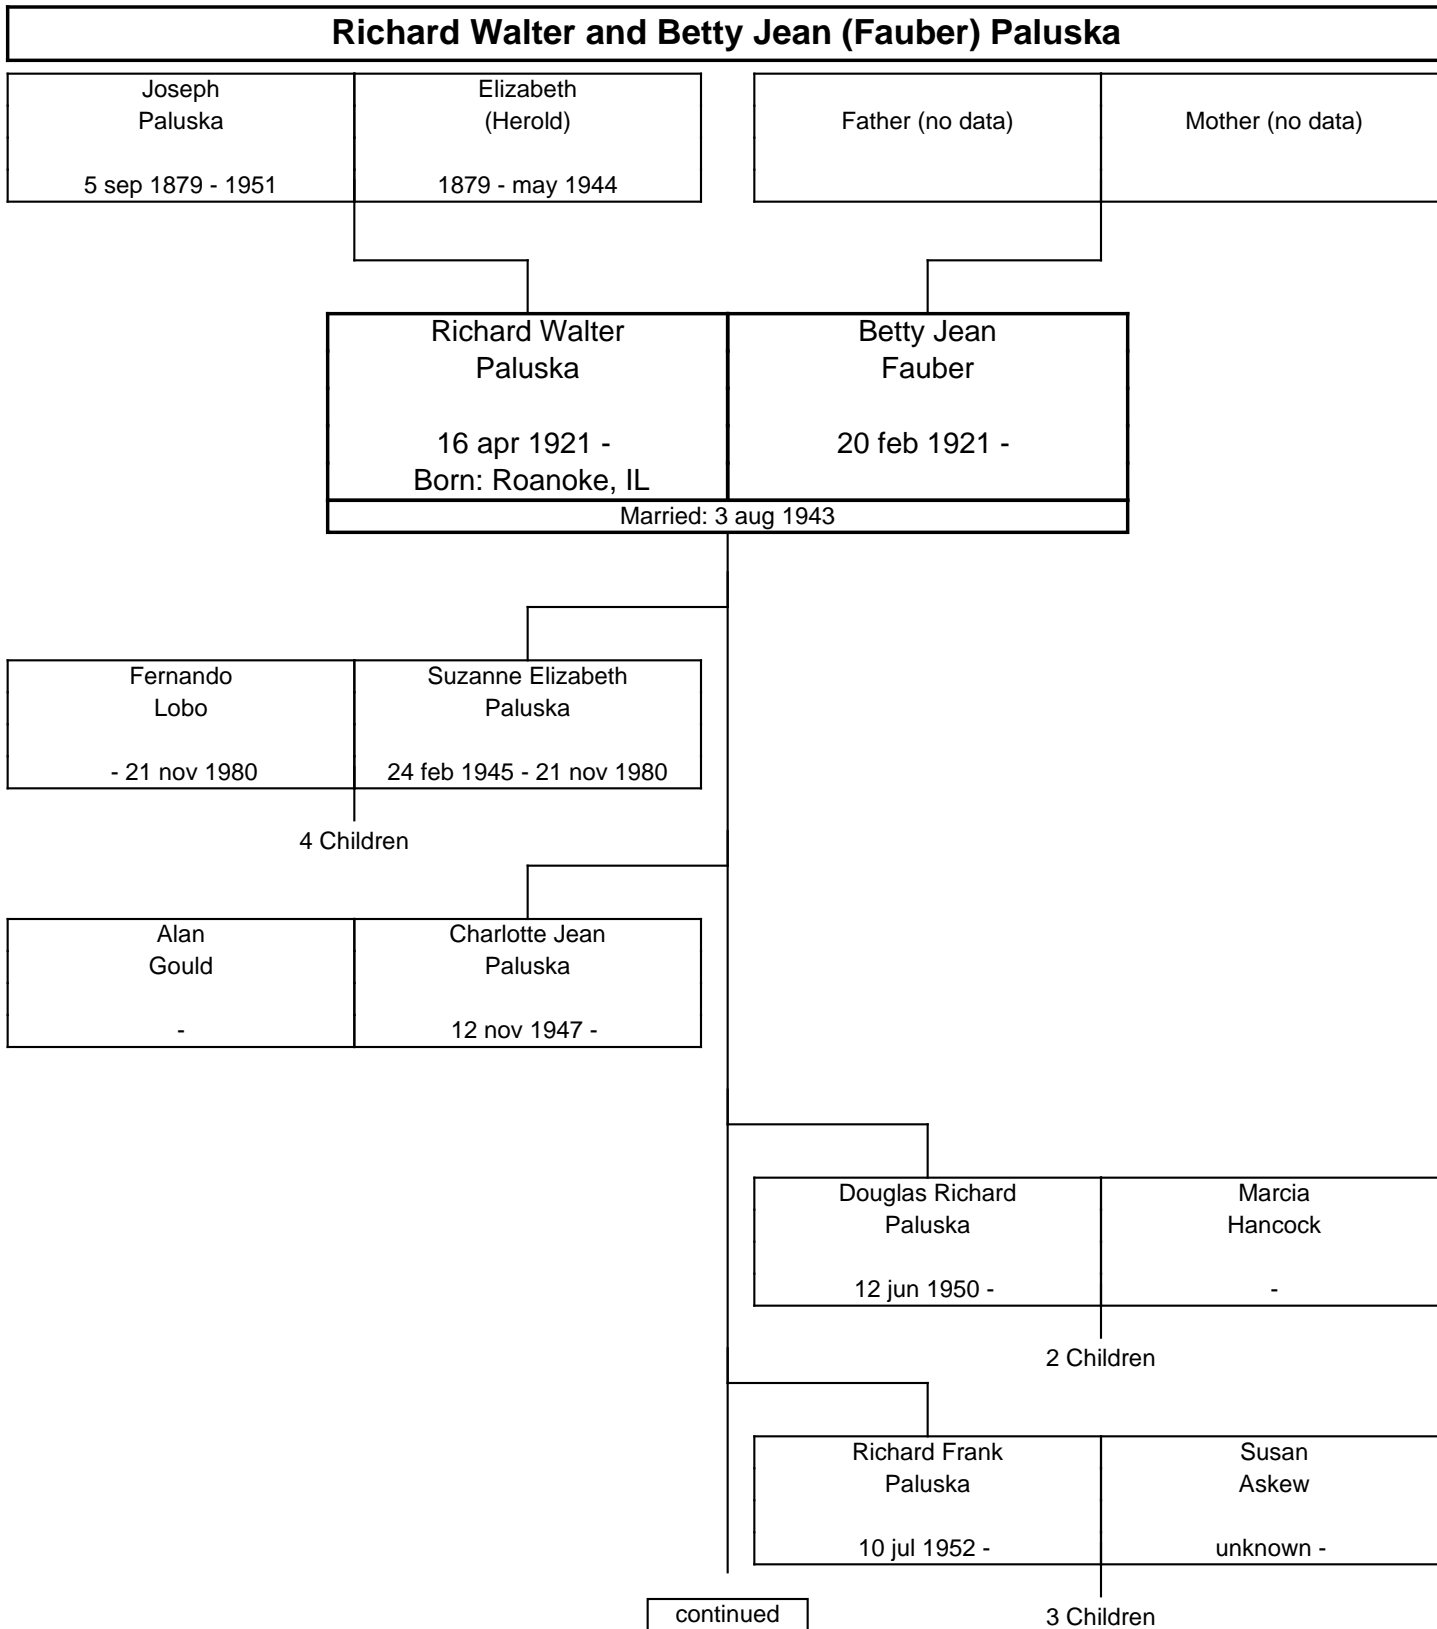 Richard Walter and Betty Jean (Fauber) Paluska
Joseph
Paluska
5 sep 1879 - 1951
Elizabeth
(Herold)
1879 - may 1944
Father (no data)
Mother (no data)
Richard Walter
Paluska
16 apr 1921 -
Born: Roanoke, IL
Betty Jean
Fauber
20 feb 1921 -
Married: 3 aug 1943
Fernando
Lobo
- 21 nov 1980
Suzanne Elizabeth
Paluska
24 feb 1945 - 21 nov 1980
4 Children
Alan
Gould
-
Charlotte Jean
Paluska
12 nov 1947 -
Douglas Richard
Paluska
12 jun 1950 -
Marcia
Hancock
-
2 Children
Richard Frank
Paluska
10 jul 1952 -
Susan
Askew
unknown -
3 Children
continued